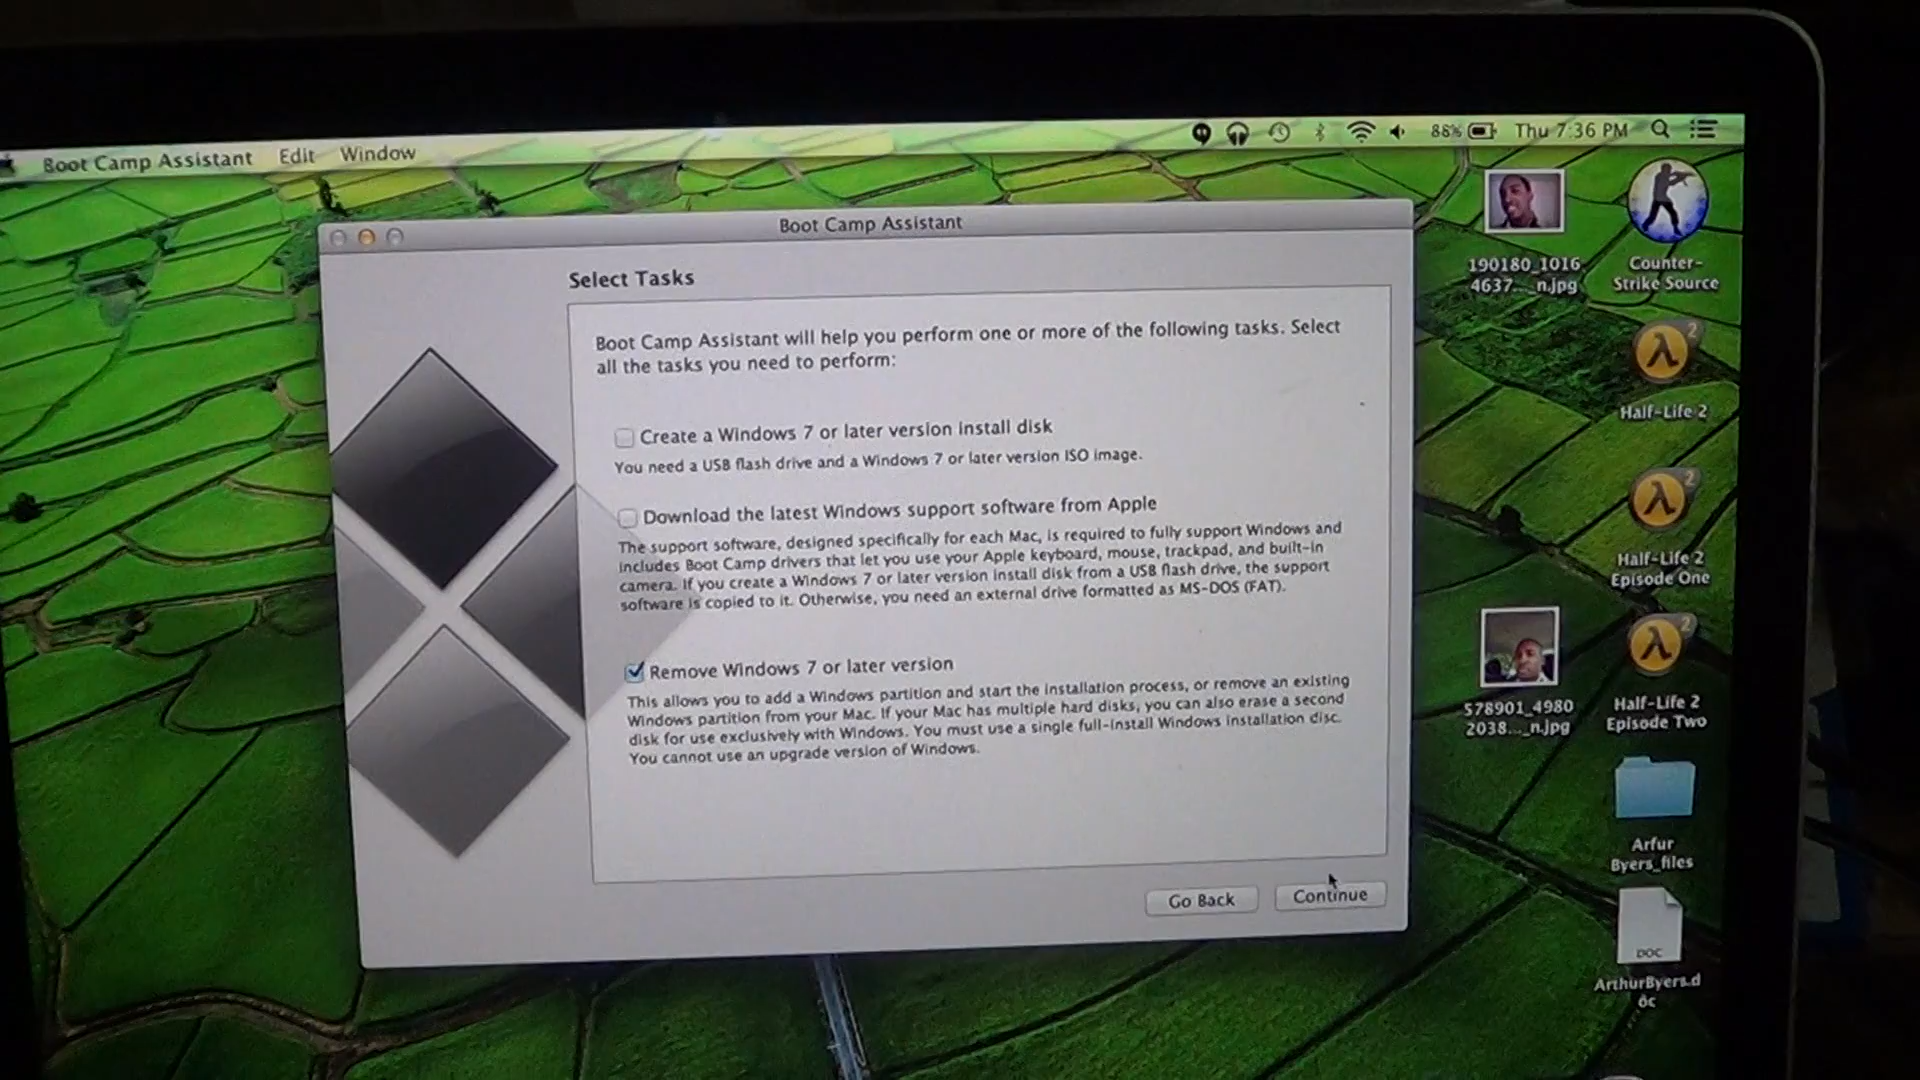 Boot Camp Assistant Edit Window
88% Thu 7:36 PM
Boot Camp Assistant
Select Tasks
Boot Camp Assistant will help you perform one or more of the following tasks. Select
all the tasks you need to perform:
Create a Windows 7 or later version install disk
You need a USB flash drive and a Windows 7 or later version ISO image.
Download the latest Windows support software from Apple
The support software, designed specifically for each Mac, is required to fully support Windows and
includes Boot Camp drivers that let you use your Apple keyboard, mouse, trackpad, and built-in
camera. If you create a Windows 7 or later version install disk from a USB flash drive, the support
software is copied to it. Otherwise, you need an external drive formatted as MS-DOS (FAT).
Remove Windows 7 or later version
This allows you to add a Windows partition and start the installation process, or remove an existing
Windows partition from your Mac. If your Mac has multiple hard disks, you can also erase a second
disk for use exclusively with Windows. You must use a single full-install Windows installation disc.
You cannot use an upgrade version of Windows.
Go Back Continue
190180_1016
4637..._n.jpg
Counter-
Strike Source
2
Half-Life 2
2
Half-Life 2
Episode One
578901_4980
2038..._n.jpg
2
Half-Life 2
Episode Two
Arfur
Byers_files
DOC
ArthurByers.d
oc